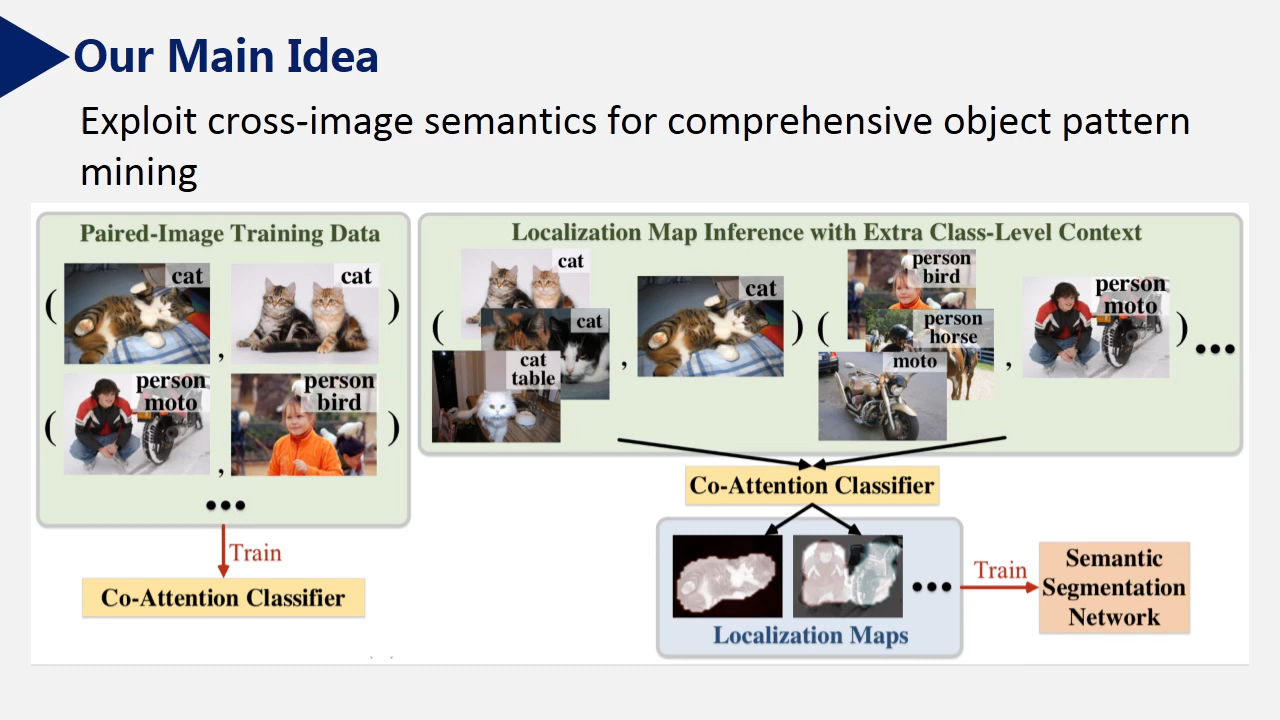 Our Main Idea
Exploit cross-image semantics for comprehensive object pattern
mining
Paired-Image Training Data
( cat , cat )
( person
moto , person
bird )
•••
Train
Co-Attention Classifier
Localization Map Inference with Extra Class-Level Context
( cat
cat
cat
table , cat )
( person
bird
person
horse
moto , person
moto ) •••
Co-Attention Classifier
•••
Localization Maps
Train
Semantic
Segmentation
Network